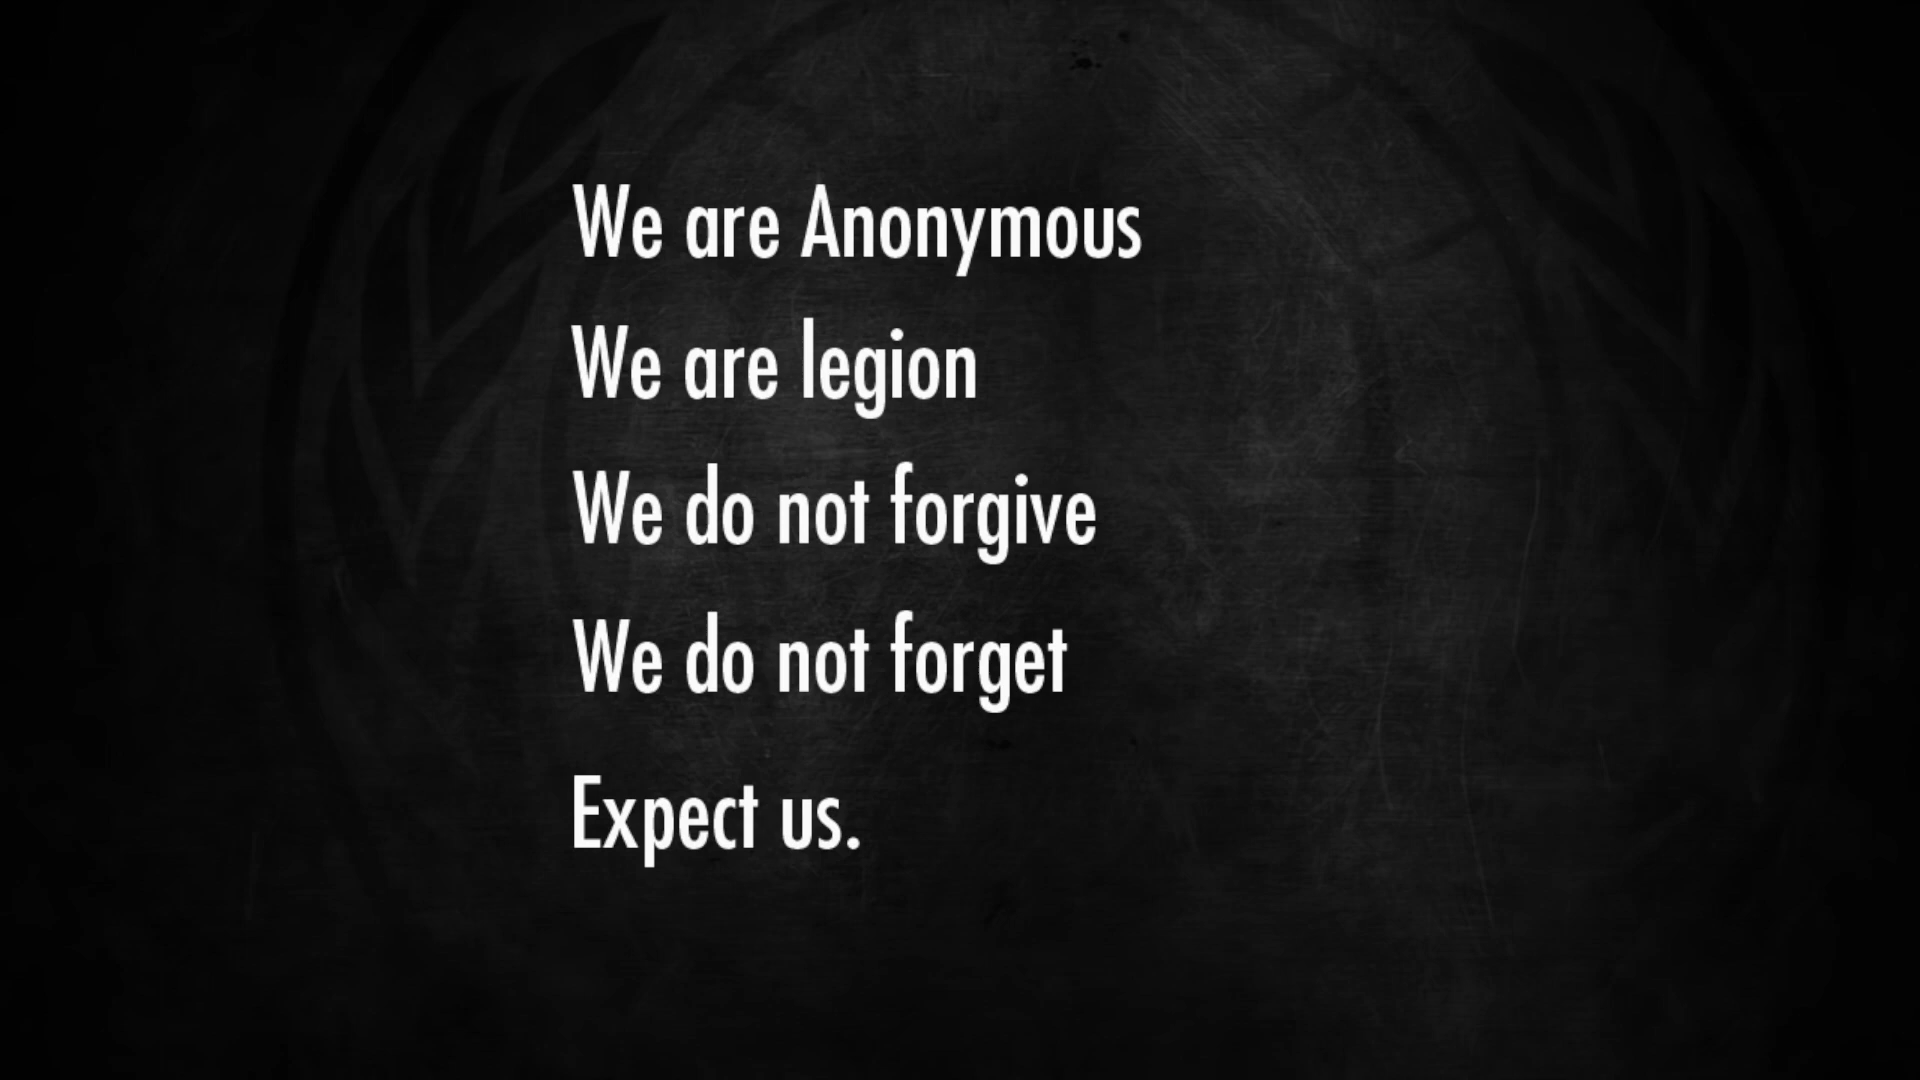 We are Anonymous
We are legion
We do not forgive
We do not forget
Expect us.